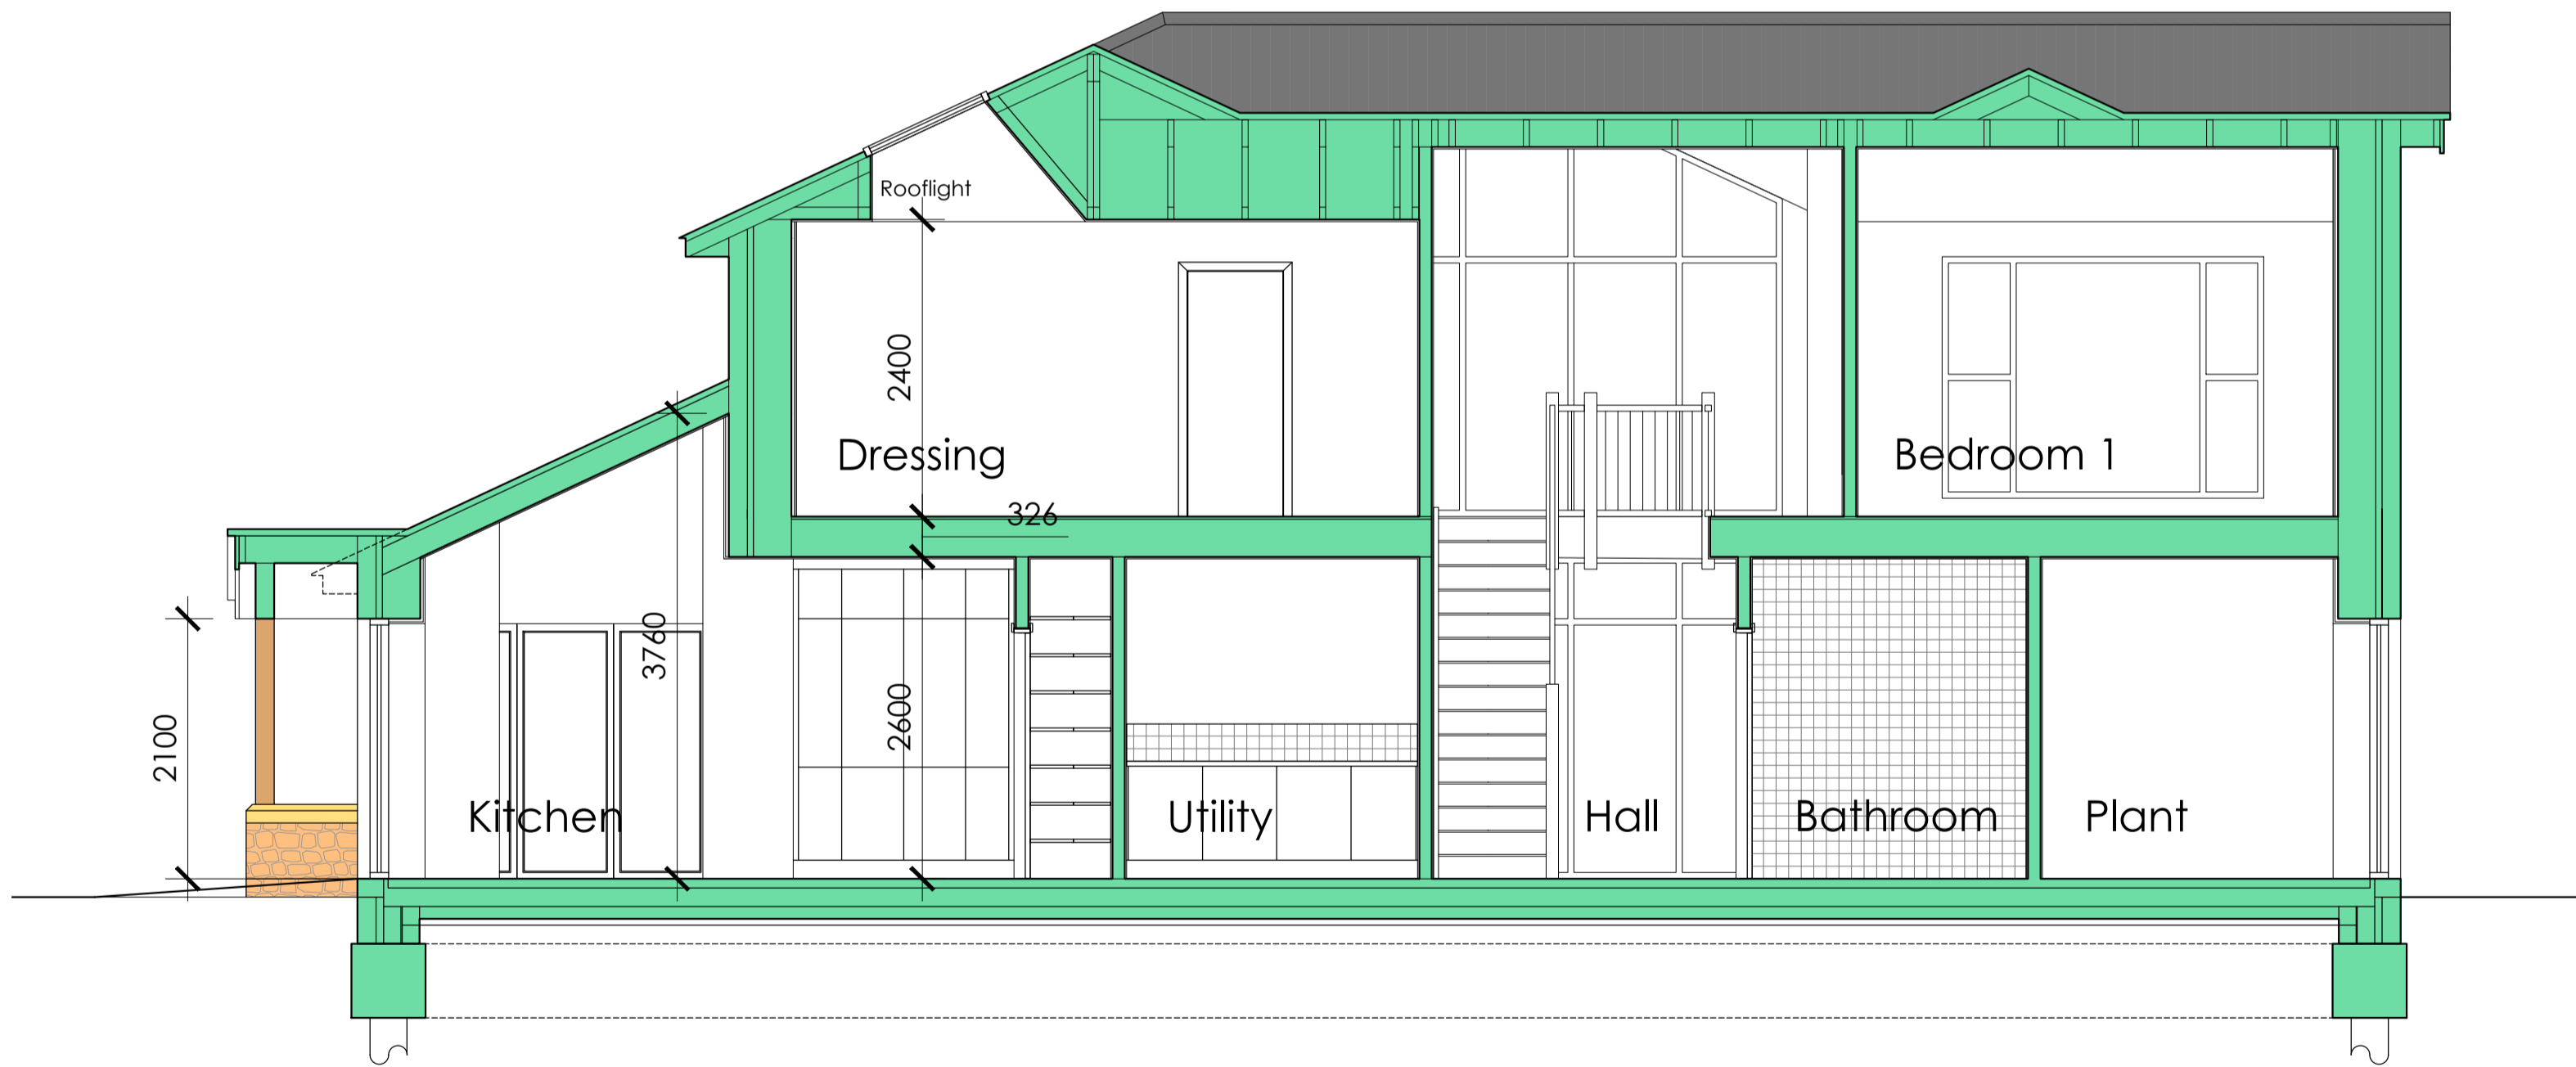 Rooflight
2400
Dressing
Bedroom 1
326
3760
2600
2100
Kitchen
Utility
Hall
Bathroom
Plant